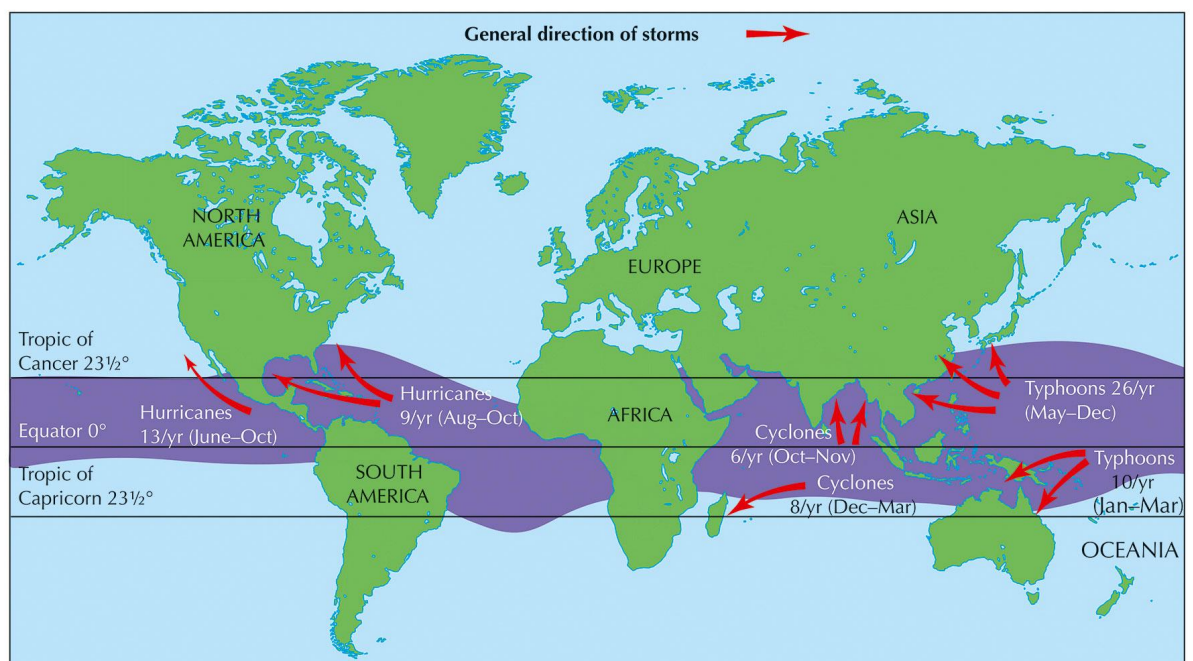 General direction of storms
NORTH
AMERICA
ASIA
EUROPE
Tropic of
Cancer 23½°
Hurricanes
13/yr (June–Oct)
Hurricanes
9/yr (Aug–Oct)
AFRICA
Typhoons 26/yr
(May–Dec)
Equator 0°
Cyclones
6/yr (Oct–Nov)
Tropic of
Capricorn 23½°
SOUTH
AMERICA
Cyclones
8/yr (Dec–Mar)
Typhoons
10/yr
(Jan–Mar)
OCEANIA